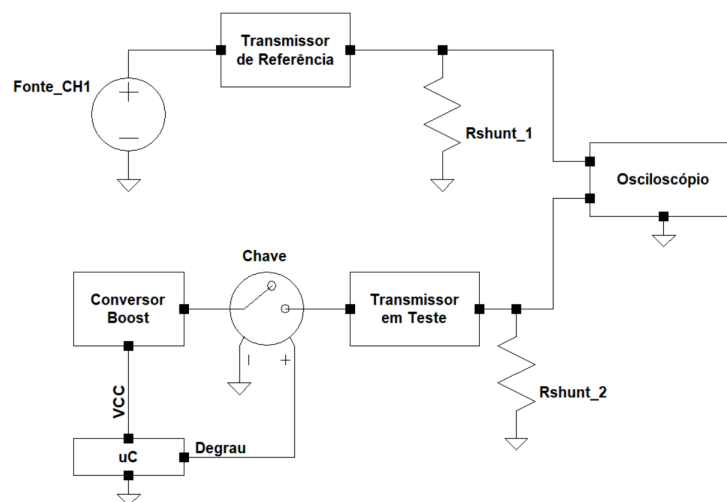 Transmissor
de Referência
Fonte_CH1
Rshunt_1
Osciloscópio
Chave
Conversor
Boost
Transmissor
em Teste
Rshunt_2
VCC
Degrau
uC